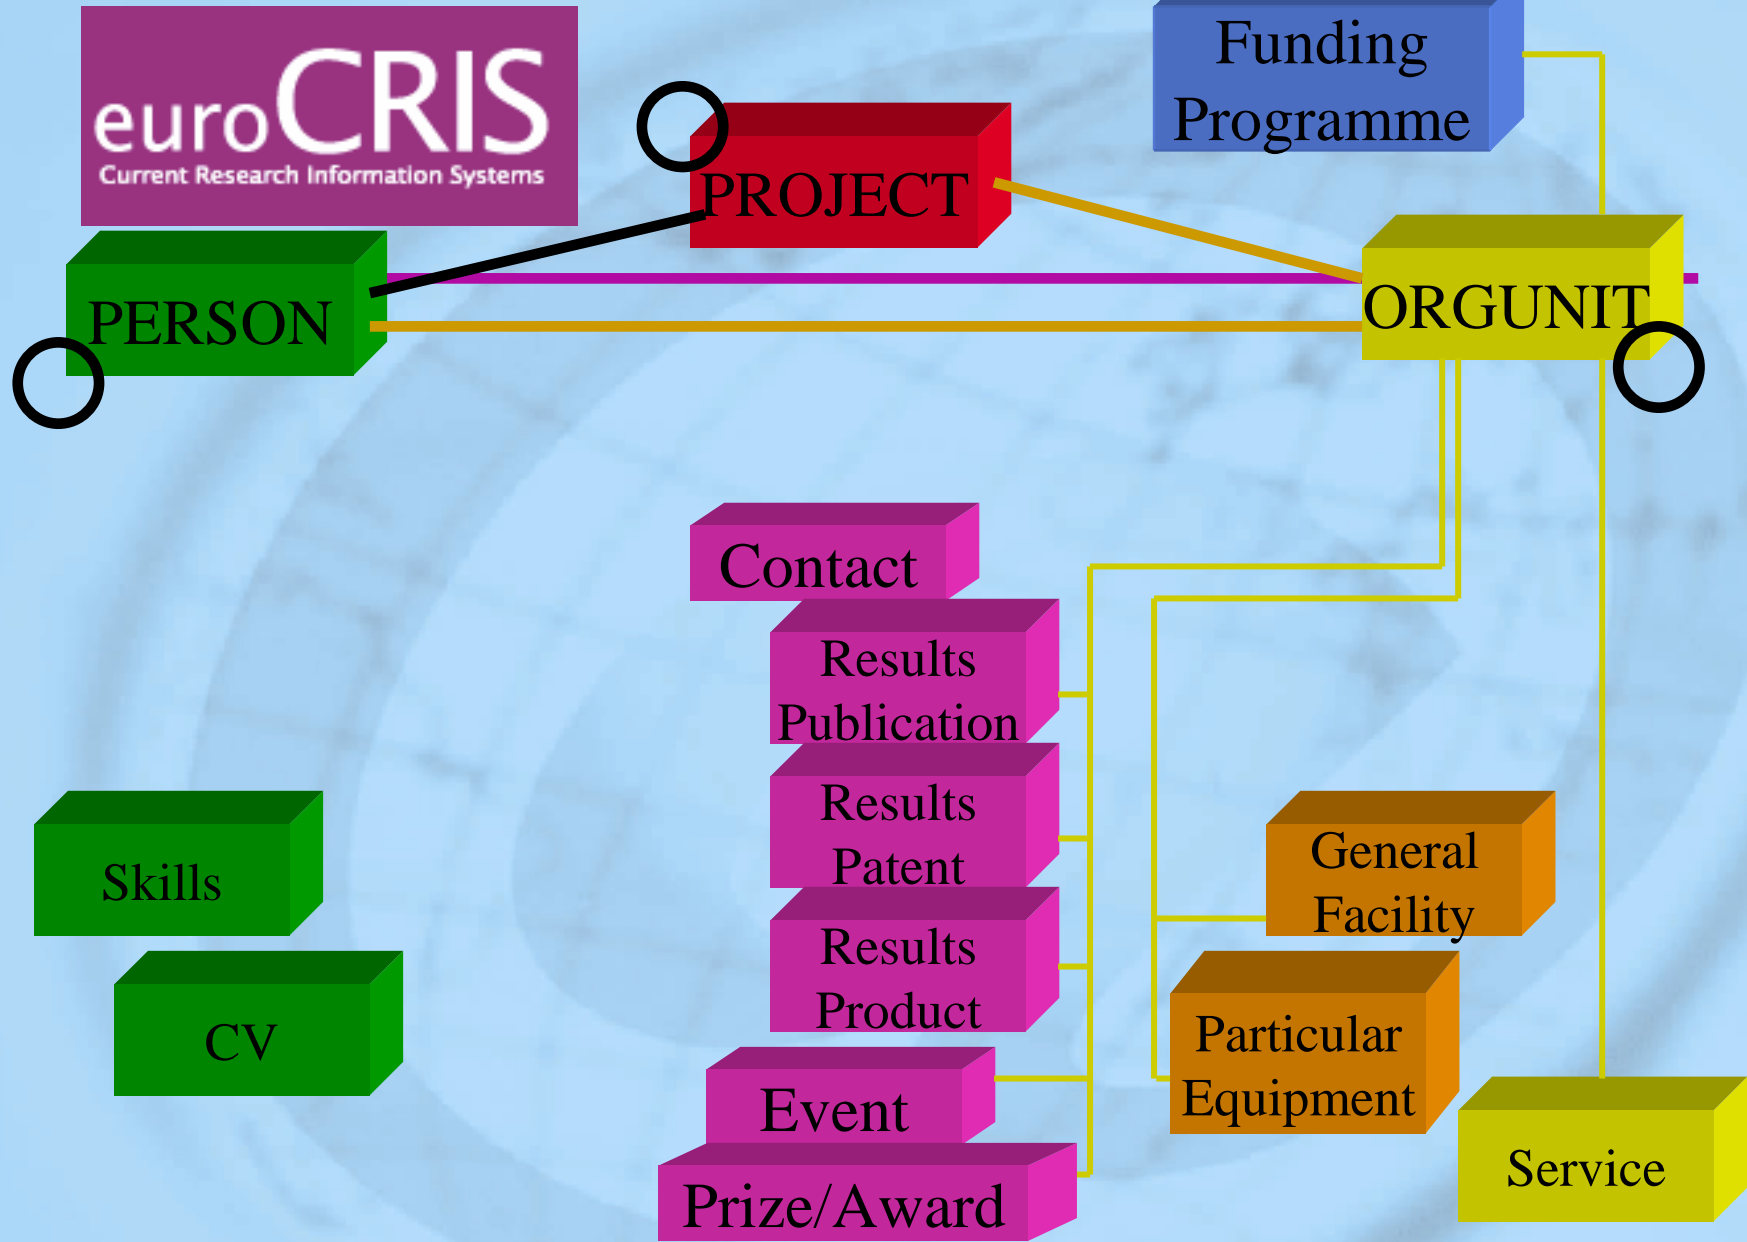 euroCRIS
Current Research Information Systems
Funding
Programme
PROJECT
PERSON
ORGUNIT
Contact
Results
Publication
Results
Patent
Results
Product
Event
Prize/Award
Skills
CV
General
Facility
Particular
Equipment
Service